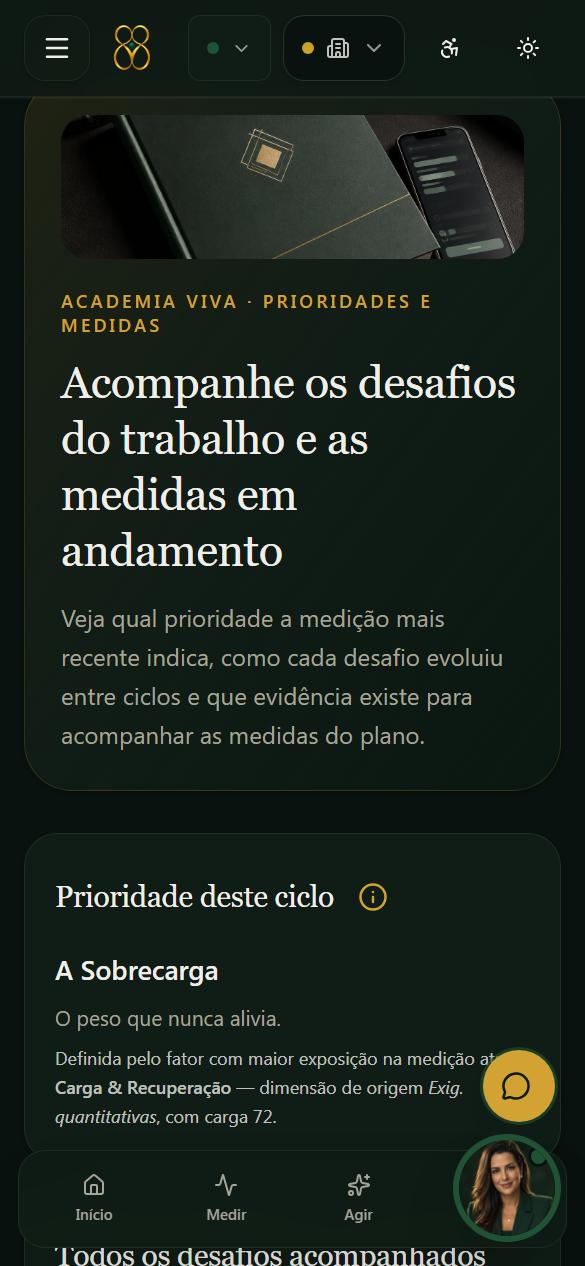 ACADEMIA VIVA · PRIORIDADES E
MEDIDAS
Acompanhe os desafios
do trabalho e as
medidas em
andamento
Veja qual prioridade a medição mais
recente indica, como cada desafio evoluiu
entre ciclos e que evidência existe para
acompanhar as medidas do plano.
Prioridade deste ciclo
A Sobrecarga
O peso que nunca alivia.
Definida pelo fator com maior exposição na medição
Carga & Recuperação — dimensão de origem Exig.
quantitativas, com carga 72.
Início
Medir
Agir
Todos os desafios acompanhados